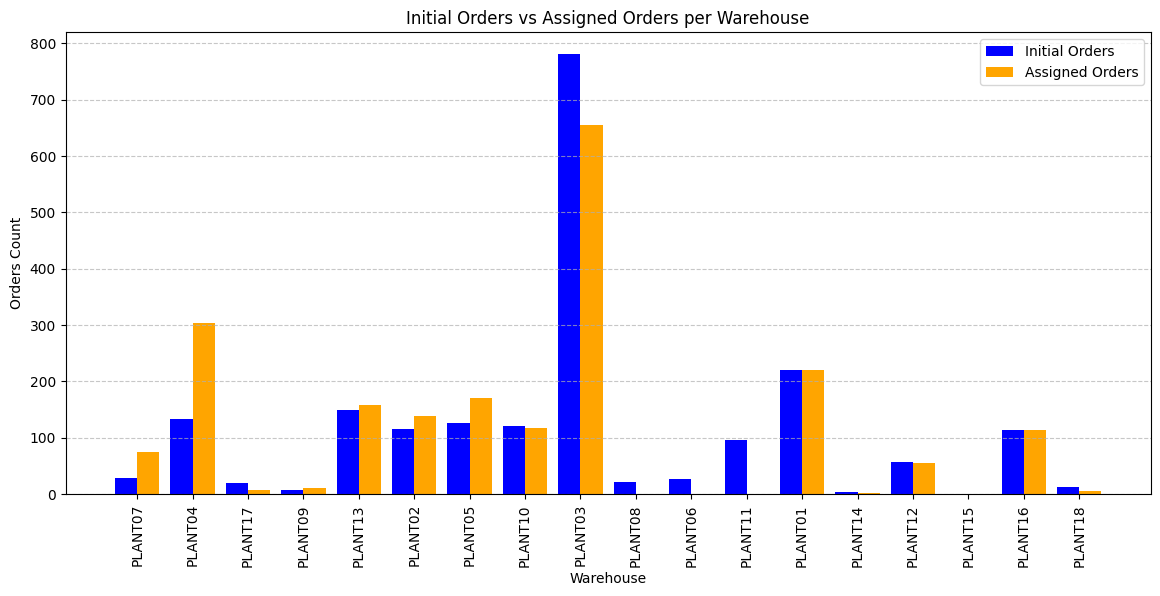 Initial Orders vs Assigned Orders per Warehouse
Initial Orders
Assigned Orders
Orders Count
800
700
600
500
400
300
200
100
0
PLANT07
PLANT04
PLANT17
PLANT09
PLANT13
PLANT02
PLANT05
PLANT10
PLANT03
PLANT08
PLANT06
PLANT11
PLANT01
PLANT14
PLANT12
PLANT15
PLANT16
PLANT18
Warehouse